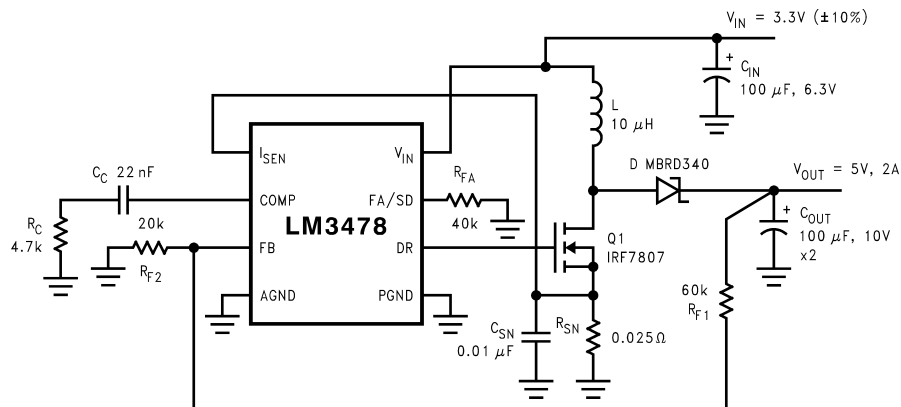 V_IN = 3.3V (±10%)
+
C_IN
100 μF, 6.3V
L
10 μH
I_SEN
V_IN
C_C 22 nF
R_FA
D MBRD340
V_OUT = 5V, 2A
COMP
FA/SD
R_C
4.7k
20k
LM3478
40k
+
C_OUT
100 μF, 10V
x2
Q1
IRF7807
FB
DR
R_F2
AGND
PGND
60k
R_F1
C_SN
0.01 μF
R_SN
0.025Ω